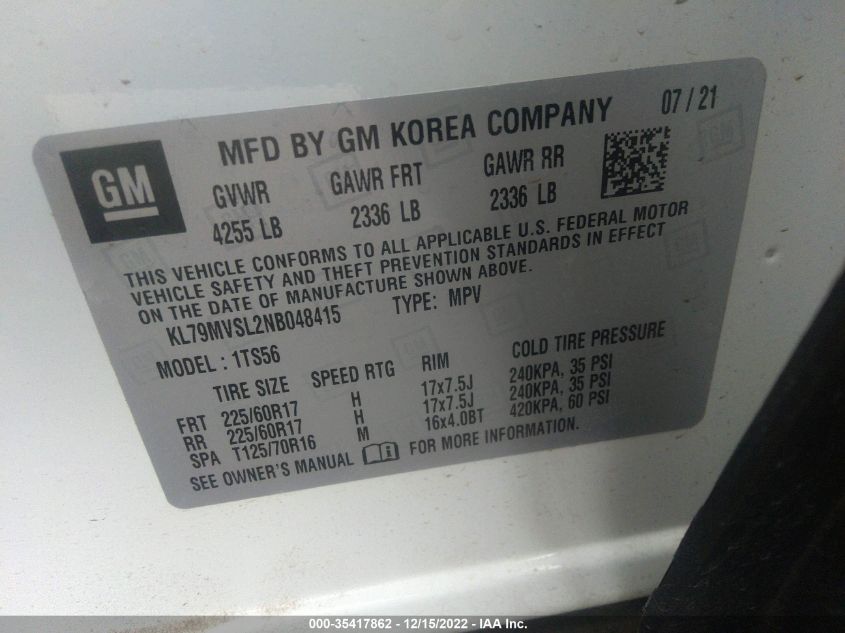 GM
MFD BY GM KOREA COMPANY 07 / 21
GVWR GAWR FRT GAWR RR
4255 LB 2336 LB 2336 LB
THIS VEHICLE CONFORMS TO ALL APPLICABLE U.S. FEDERAL MOTOR
VEHICLE SAFETY AND THEFT PREVENTION STANDARDS IN EFFECT
ON THE DATE OF MANUFACTURE SHOWN ABOVE.
KL79MVSL2NB048415 TYPE: MPV
MODEL : 1TS56
TIRE SIZE SPEED RTG RIM COLD TIRE PRESSURE
FRT 225/60R17 H 17x7.5J 240KPA, 35 PSI
RR 225/60R17 H 17x7.5J 240KPA, 35 PSI
SPA T125/70R16 M 16x4.0BT 420KPA, 60 PSI
SEE OWNER'S MANUAL FOR MORE INFORMATION.
000-35417862 - 12/15/2022 - IAA Inc.